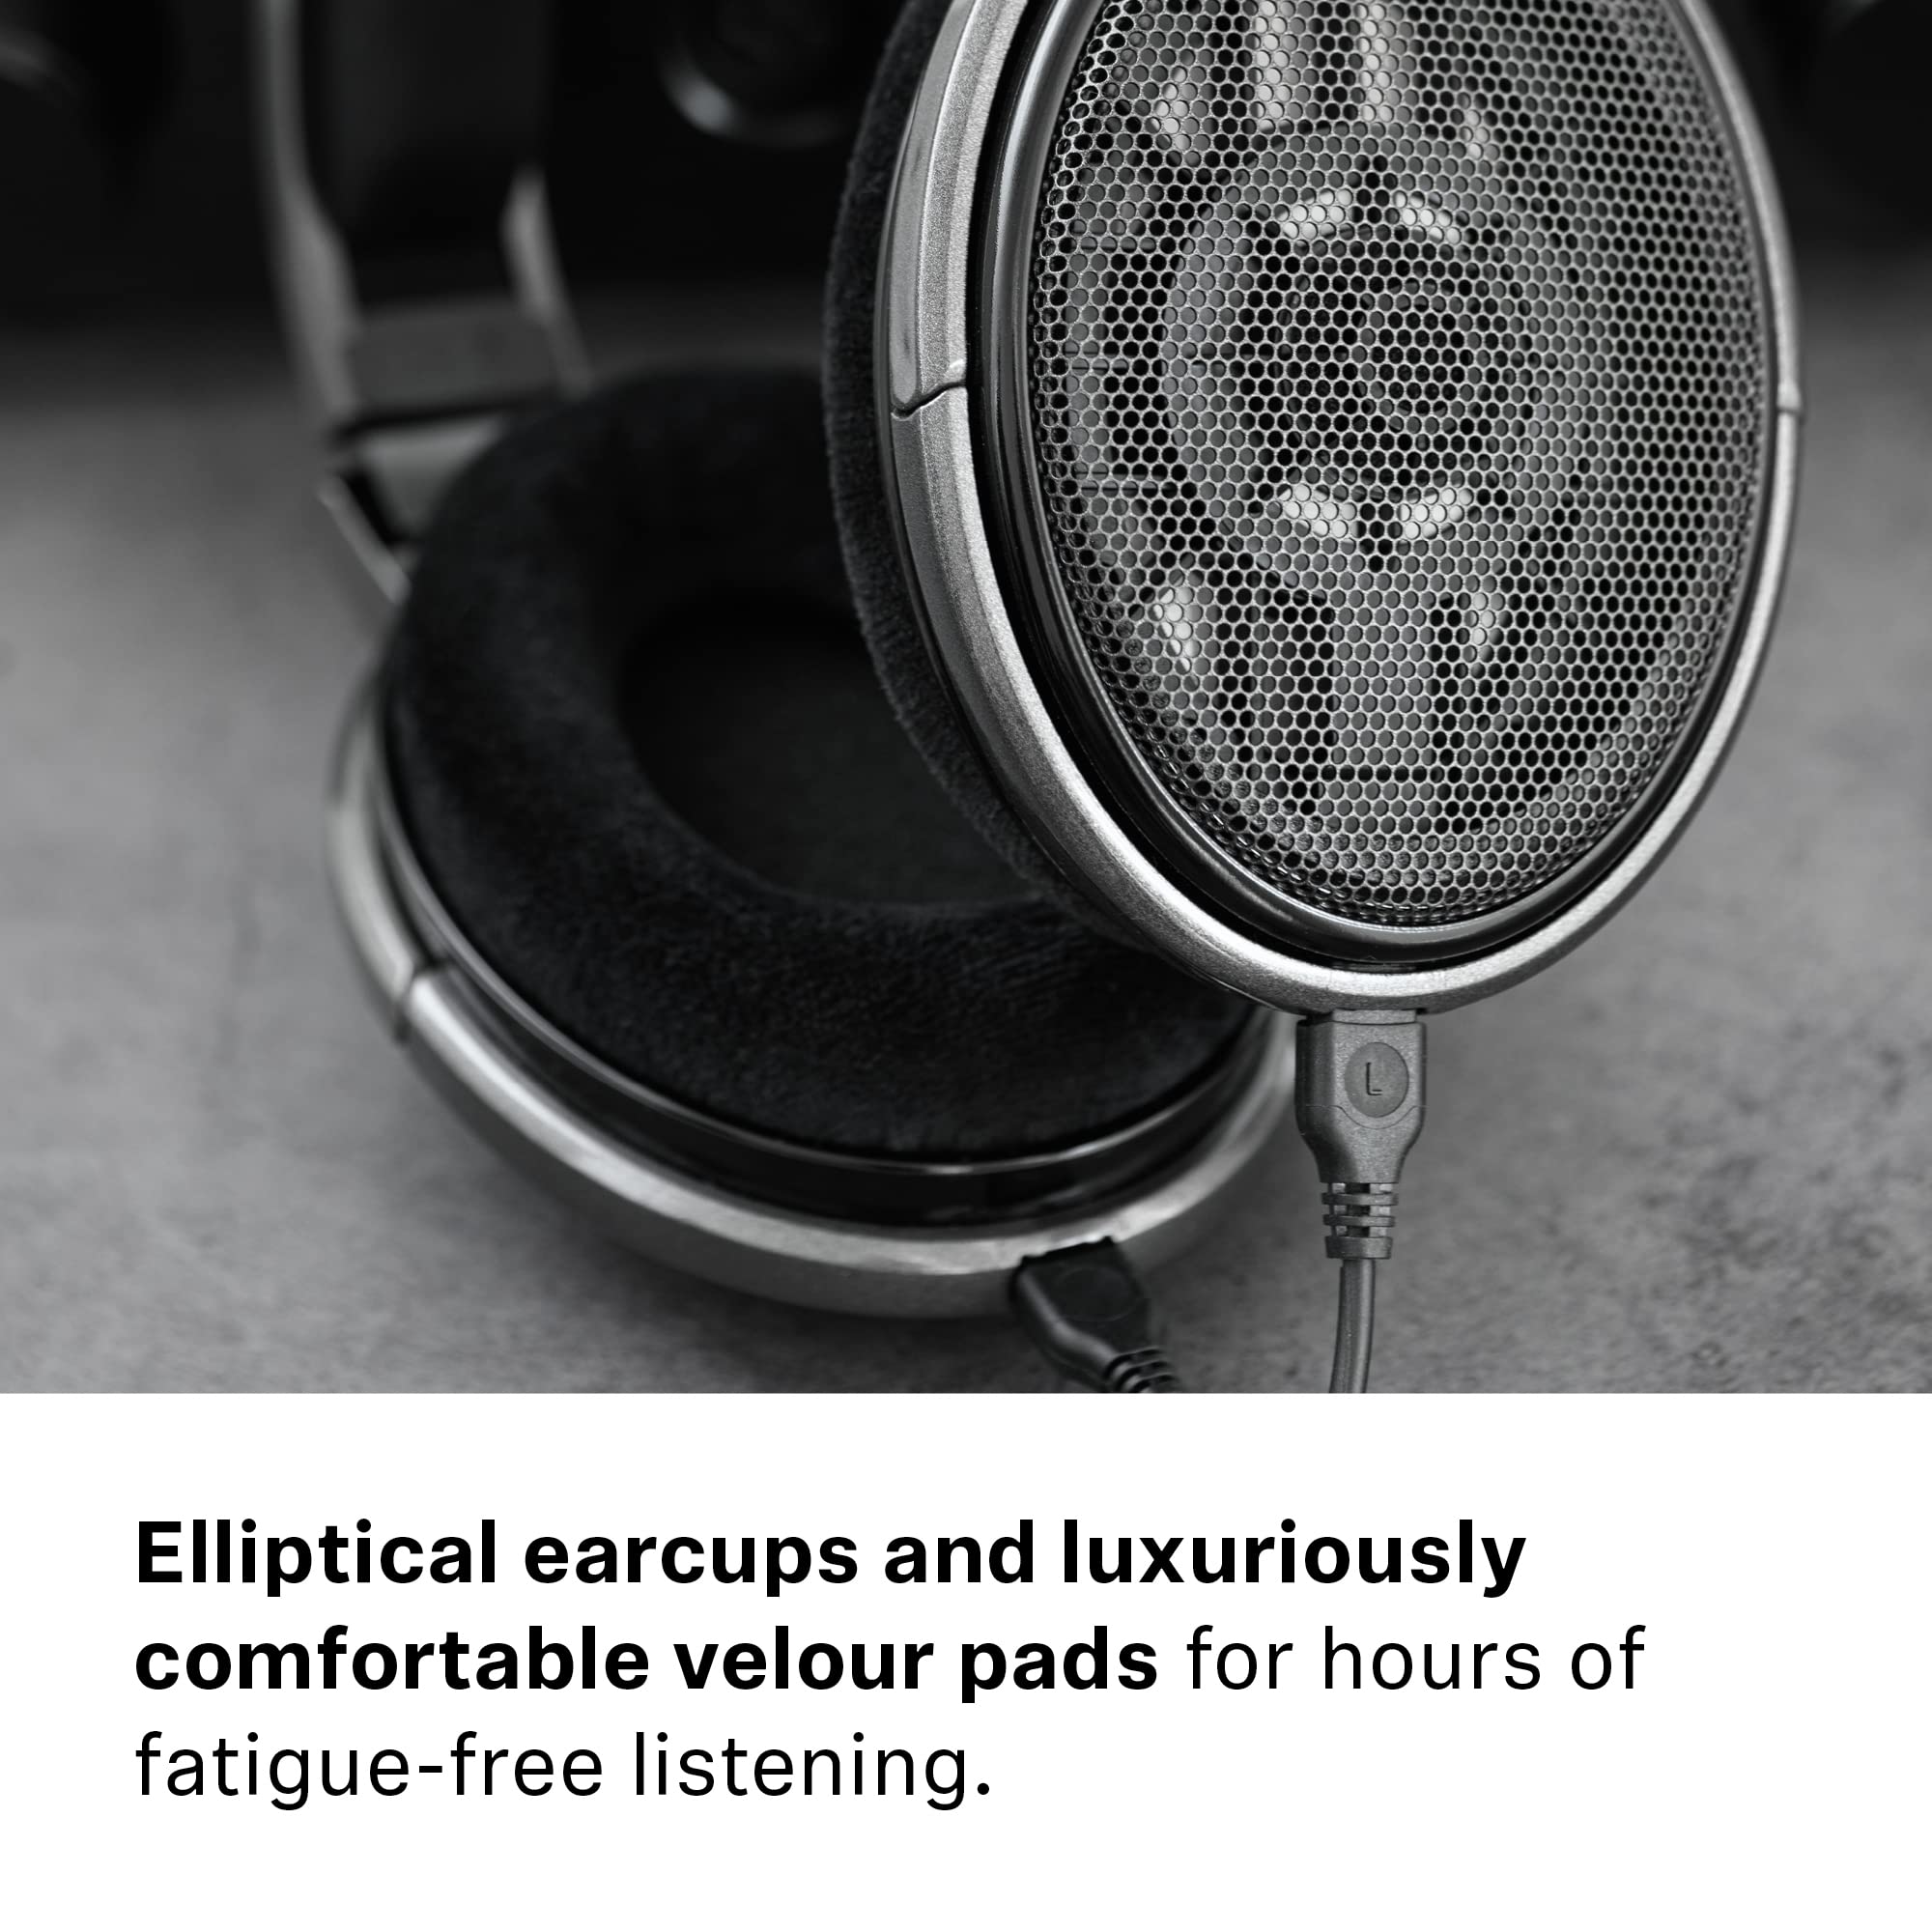 L
Elliptical earcups and luxuriously
comfortable velour pads for hours of
fatigue-free listening.